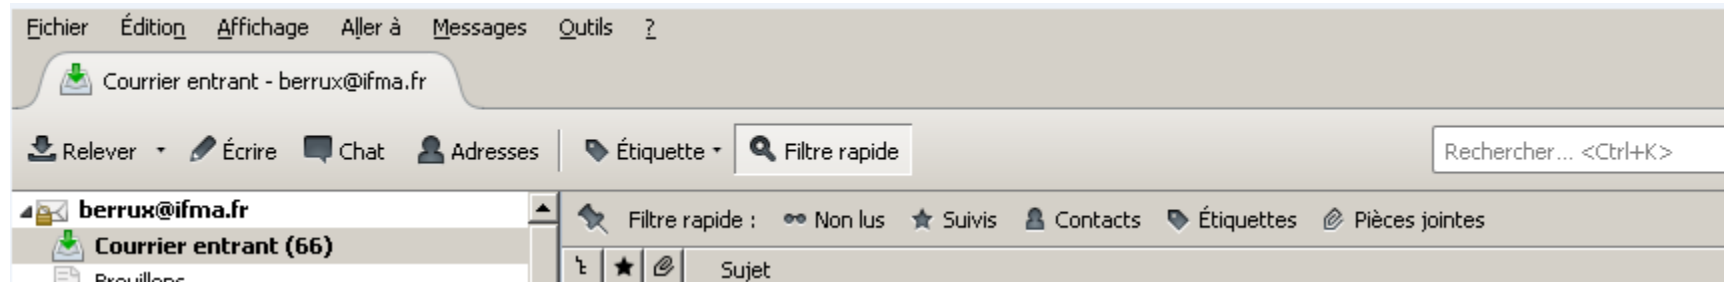 Fichier Édition Affichage Aller à Messages Outils ?
Courrier entrant - berrux@ifma.fr
Relever Écrire Chat Adresses Étiquette Filtre rapide Rechercher... <Ctrl+K>
berrux@ifma.fr Filtre rapide : Non lus Suivis Contacts Étiquettes Pièces jointes
Courrier entrant (66)
Sujet
Brouillons